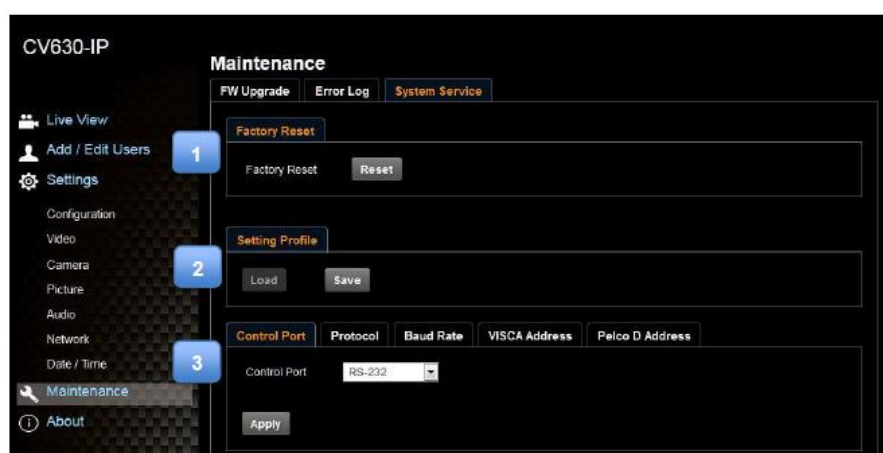 CV630-IP
Maintenance
FW Upgrade Error Log System Service
Live View
Add / Edit Users
Settings
Configuration
Video
Camera
Picture
Audio
Network
Date / Time
Maintenance
About
1
Factory Reset
Factory Reset Reset
2
Setting Profile
Load Save
3
Control Port Protocol Baud Rate VISCA Address Pelco D Address
Control Port RS-232
Apply